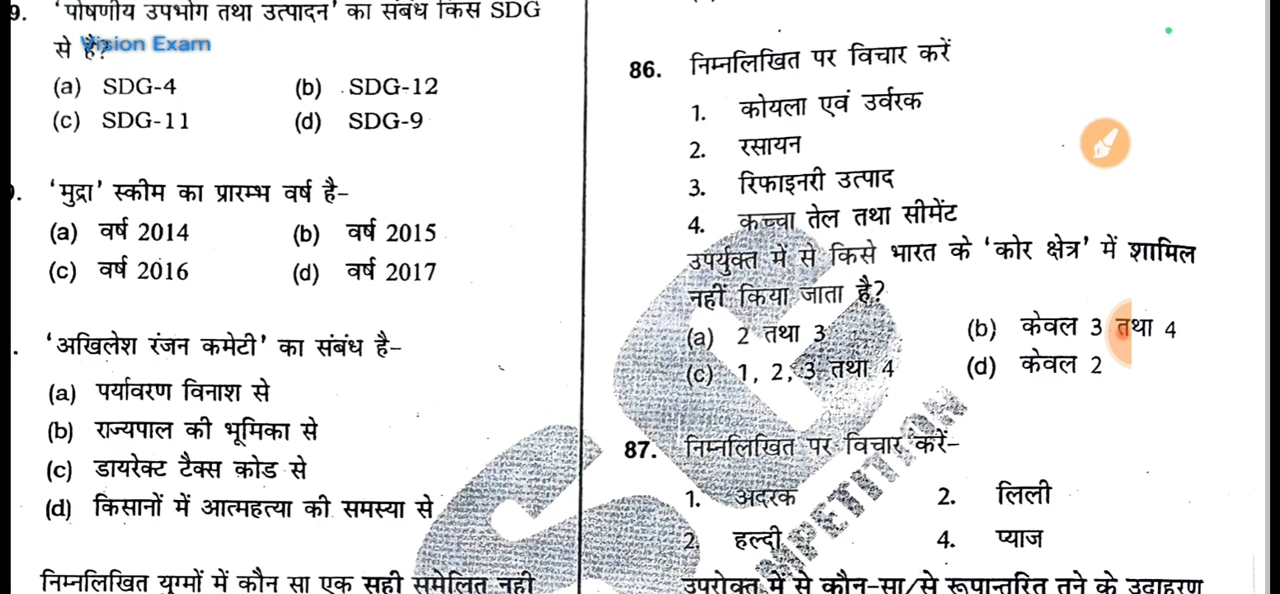 9. 'पोषणीय उपभोग तथा उत्पादन' का संबंध किस SDG
से है?
Vision Exam
(a) SDG-4 (b) SDG-12
(c) SDG-11 (d) SDG-9
'मुद्रा' स्कीम का प्रारम्भ वर्ष है-
(a) वर्ष 2014 (b) वर्ष 2015
(c) वर्ष 2016 (d) वर्ष 2017
'अखिलेश रंजन कमेटी' का संबंध है-
(a) पर्यावरण विनाश से
(b) राज्यपाल की भूमिका से
(c) डायरेक्ट टैक्स कोड से
(d) किसानों में आत्महत्या की समस्या से
निम्नलिखित युग्मों में कौन सा एक सही सुमेलित नहीं
86. निम्नलिखित पर विचार करें
1. कोयला एवं उर्वरक
2. रसायन
3. रिफाइनरी उत्पाद
4. कच्चा तेल तथा सीमेंट
उपर्युक्त में से किसे भारत के 'कोर क्षेत्र' में शामिल
नहीं किया जाता है?
(a) 2 तथा 3 (b) केवल 3 तथा 4
(c) 1, 2, 3 तथा 4 (d) केवल 2
87. निम्नलिखित पर विचार करें-
1. अदरक 2. लिली
2. हल्दी 4. प्याज
उपरोक्त में से कौन-सा/से रूपान्तरित तने के उदाहरण